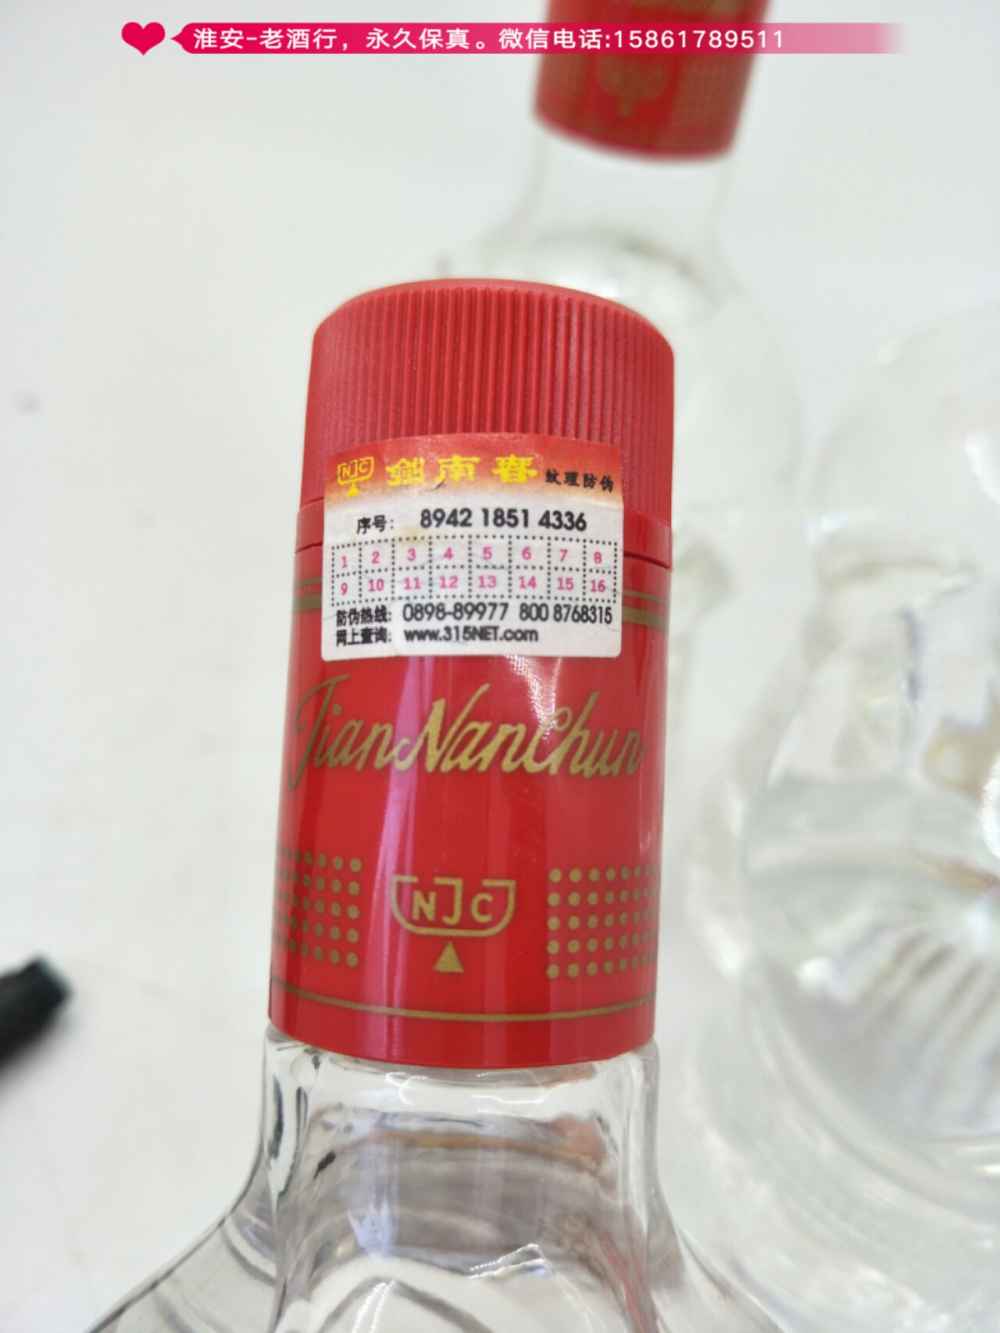 淮安-老酒行，永久保真。微信电话:15861789511
NJC 剑南春 纹理防伪
序号: 8942 1851 4336
1 2 3 4 5 6 7 8
9 10 11 12 13 14 15 16
防伪热线: 0898-89977 800 8768315
网上查询: www.315NET.com
JianNanChun
NJC